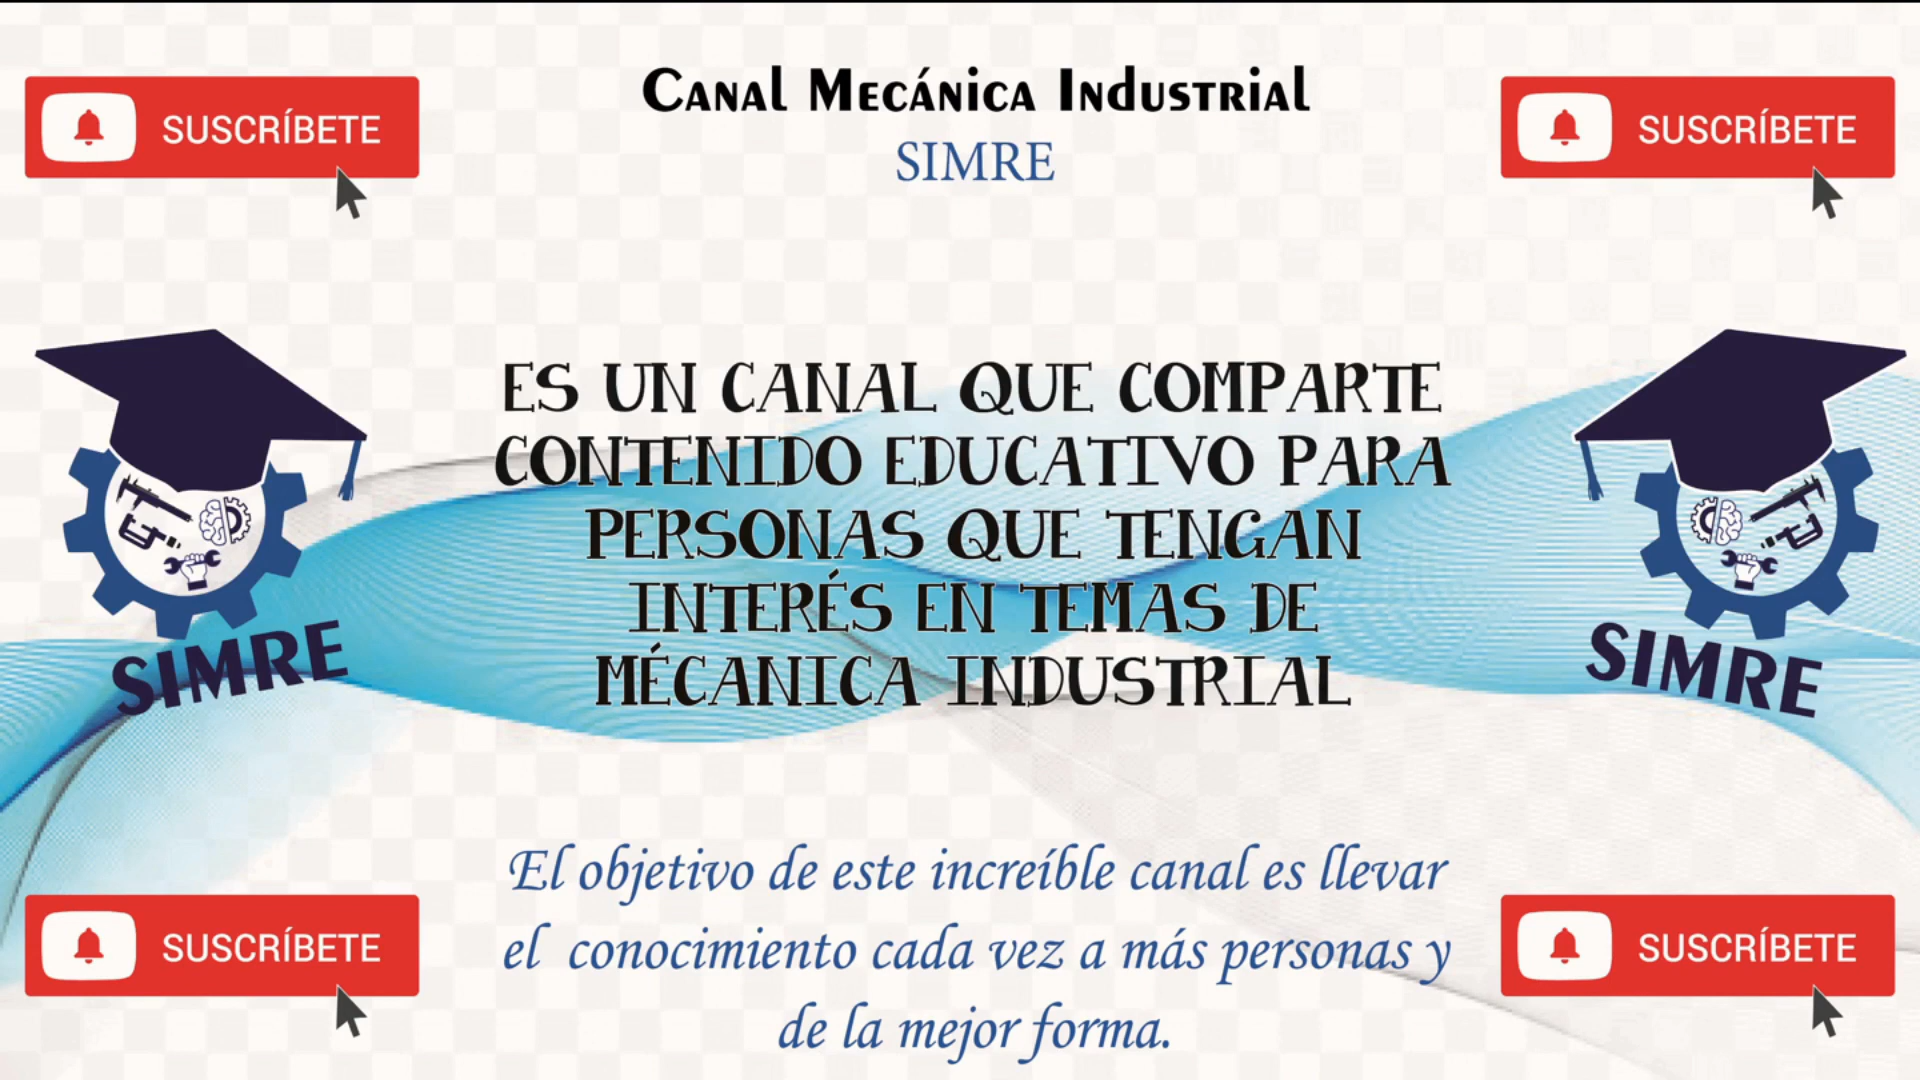 Canal Mecánica Industrial
SIMRE
SUSCRÍBETE
SUSCRÍBETE
ES UN CANAL QUE COMPARTE
CONTENIDO EDUCATIVO PARA
PERSONAS QUE TENGAN
INTERÉS EN TEMAS DE
MÉCANICA INDUSTRIAL
SIMRE
SIMRE
El objetivo de este increíble canal es llevar
el conocimiento cada vez a más personas y
de la mejor forma.
SUSCRÍBETE
SUSCRÍBETE